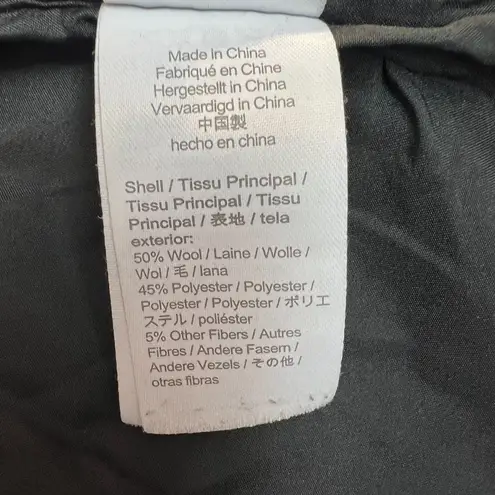 Made in China
Fabriqué en Chine
Hergestellt in China
Vervaardigd in China
中国製
hecho en china
Shell / Tissu Principal /
Tissu Principal / Tissu
Principal / 表地 / tela
exterior:
50% Wool / Laine / Wolle /
Wol / 毛 / lana
45% Polyester / Polyester /
Polyester / Polyester / ポリエ
ステル / poliéster
5% Other Fibers / Autres
Fibres / Andere Fasern /
Andere Vezels / その他 /
otras fibras